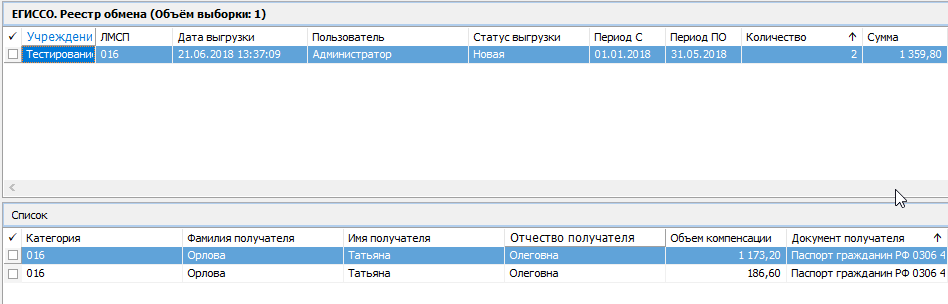 ЕГИССО. Реестр обмена (Объём выборки: 1)
✓ Учреждени ЛМСП Дата выгрузки Пользователь Статус выгрузки Период С Период ПО Количество ↑ Сумма
Тестирование 016 21.06.2018 13:37:09 Администратор Новая 01.01.2018 31.05.2018 2 1 359,80
Список
✓ Категория Фамилия получателя Имя получателя Отчество получателя Объем компенсации Документ получателя ↑
016 Орлова Татьяна Олеговна 1 173,20 Паспорт гражданин РФ 0306 4
016 Орлова Татьяна Олеговна 186,60 Паспорт гражданин РФ 0306 4